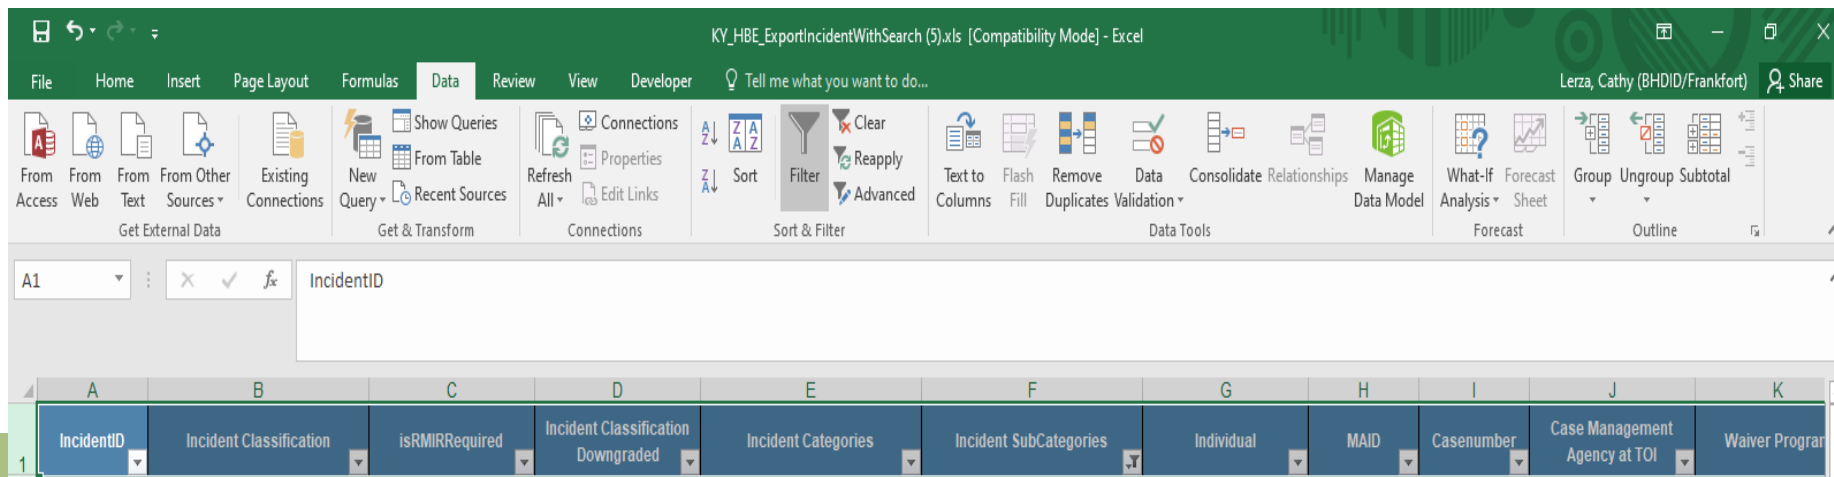 KY_HBE_ExportIncidentWithSearch (5).xls [Compatibility Mode] - Excel
File Home Insert Page Layout Formulas Data Review View Developer Tell me what you want to do... Lerza, Cathy (BHDID/Frankfort) Share
From Access
From Web
From Text
From Other Sources
Existing Connections
Get External Data
New Query
Show Queries
From Table
Recent Sources
Get & Transform
Refresh All
Connections
Properties
Edit Links
Connections
Sort
Filter
Clear
Reapply
Advanced
Sort & Filter
Text to Columns
Flash Fill
Remove Duplicates
Data Validation
Consolidate
Relationships
Manage Data Model
Data Tools
What-If Analysis
Forecast Sheet
Forecast
Group
Ungroup
Subtotal
Outline
A1 fx IncidentID
A B C D E F G H I J K
1
IncidentID
Incident Classification
isRMIRRequired
Incident Classification
Downgraded
Incident Categories
Incident SubCategories
Individual
MAID
Casenumber
Case Management
Agency at TOI
Waiver Progran